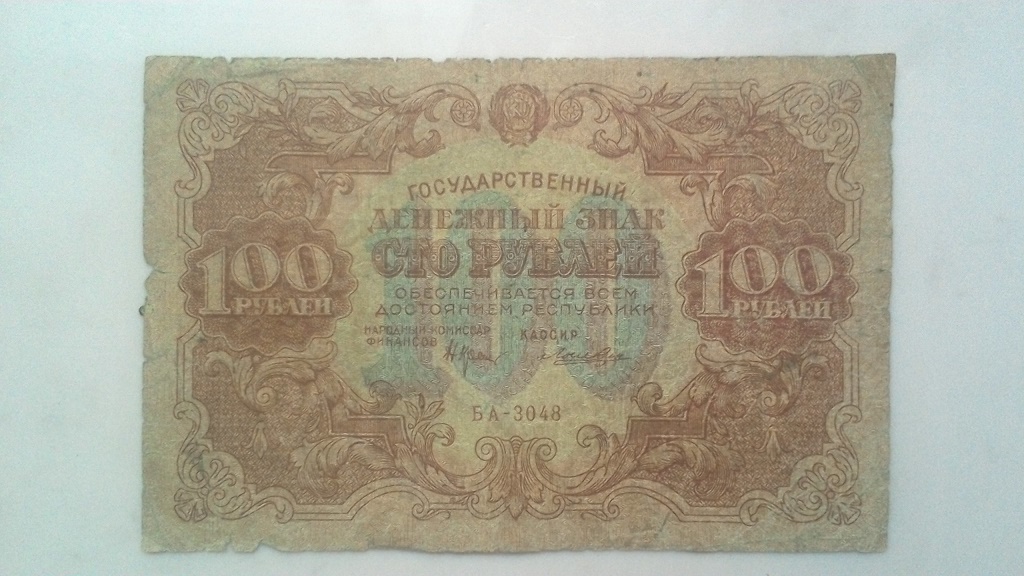 ГОСУДАРСТВЕННЫЙ
ДЕНЕЖНЫЙ ЗНАК
СТО РУБЛЕЙ
100
100 РУБЛЕЙ
100 РУБЛЕЙ
ОБЕСПЕЧИВАЕТСЯ ВСЕМ
ДОСТОЯНИЕМ РЕСПУБЛИКИ
НАРОДНЫЙ КОМИССАР
ФИНАНСОВ
КАССИР
БА-3048